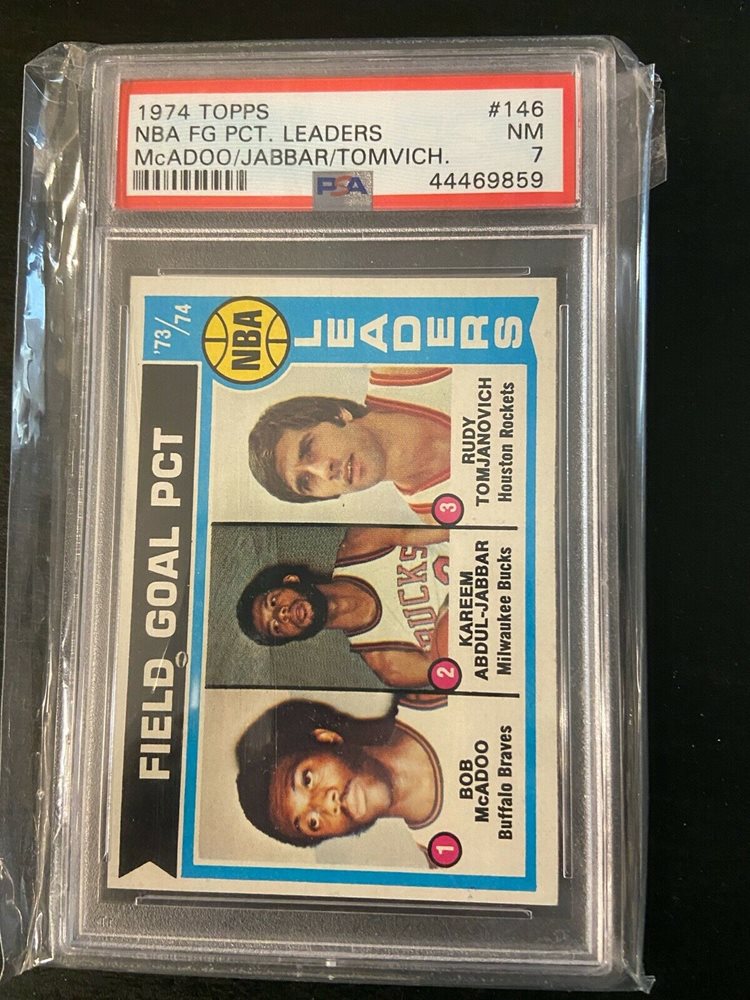 1974 TOPPS #146
NBA FG PCT. LEADERS NM
McADOO/JABBAR/TOMVICH. 7
PSA 44469859
FIELD GOAL PCT
'73/74
NBA
LEADERS
1
BOB
McADOO
Buffalo Braves
BUCKS
2
KAREEM
ABDUL-JABBAR
Milwaukee Bucks
3
RUDY
TOMJANOVICH
Houston Rockets